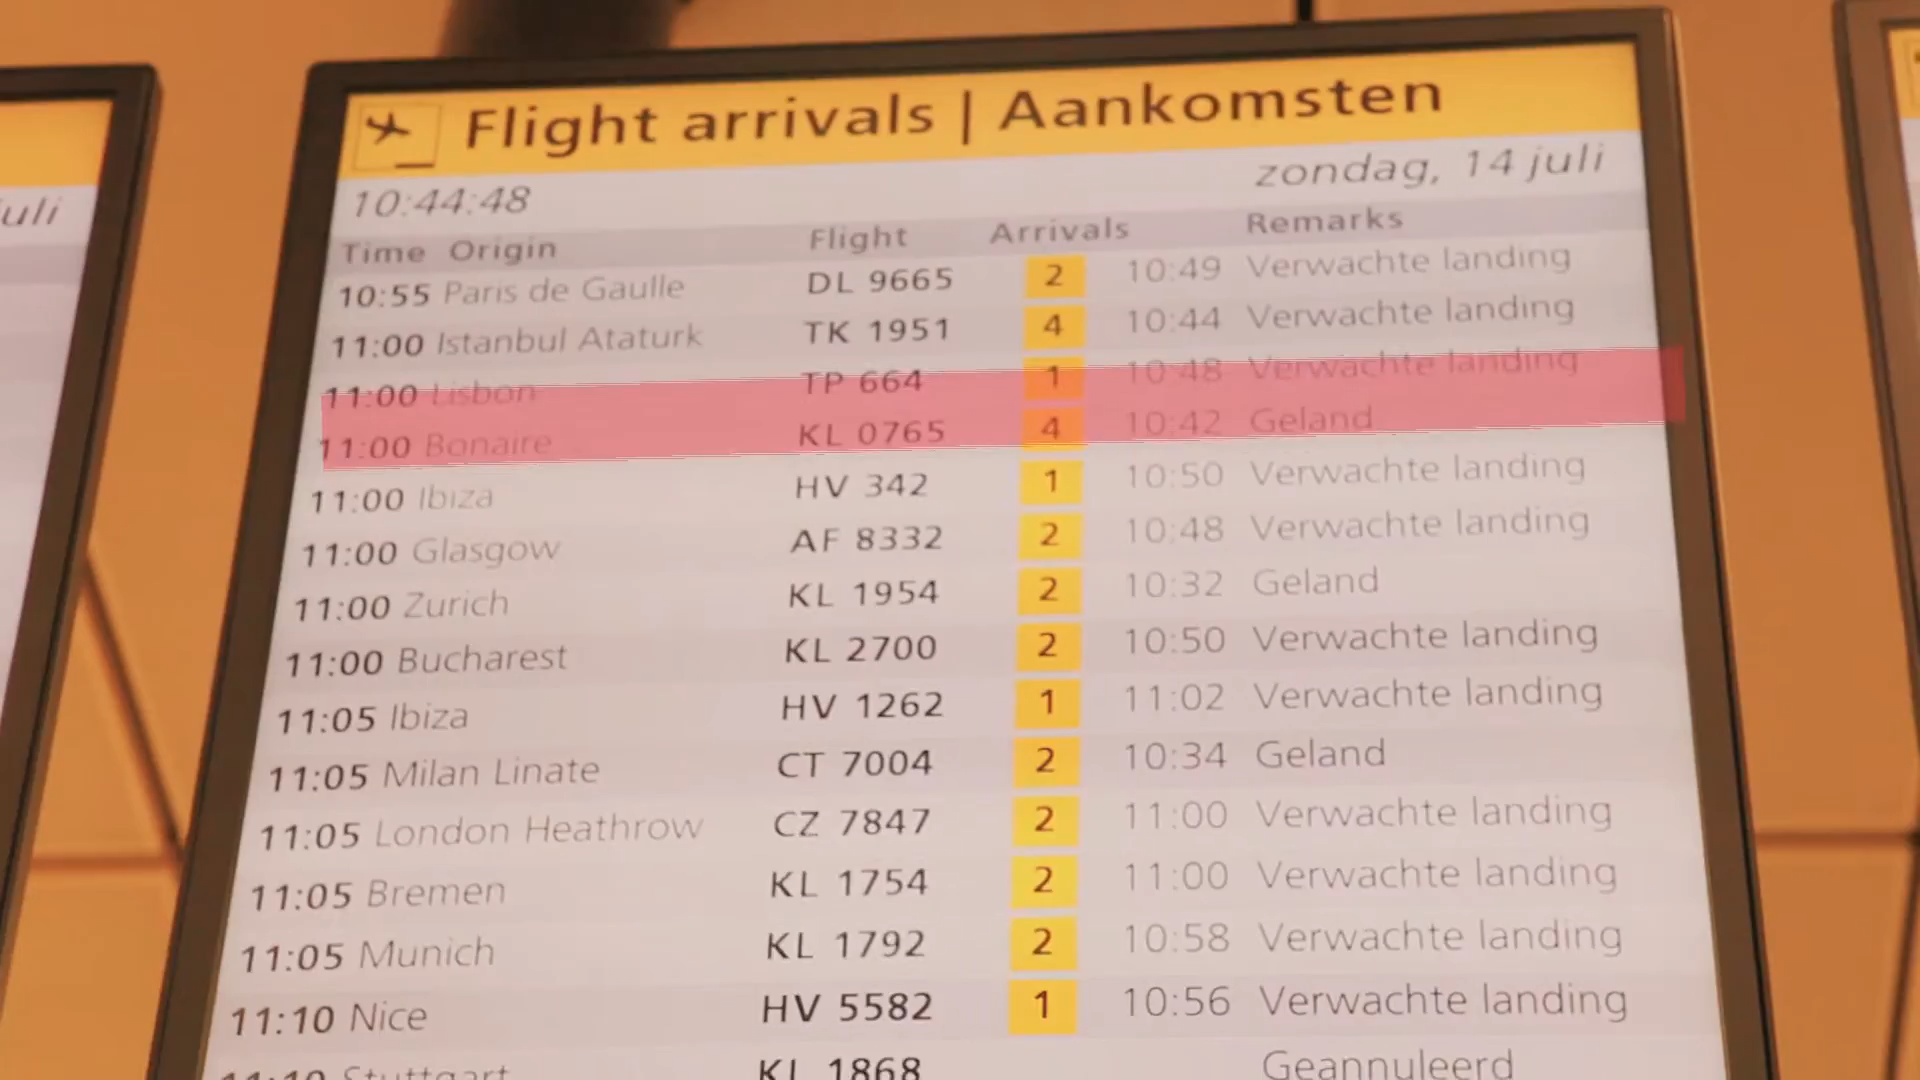 uli
Flight arrivals | Aankomsten
10:44:48 zondag, 14 juli
Time Origin Flight Arrivals Remarks
10:55 Paris de Gaulle DL 9665 2 10:49 Verwachte landing
11:00 Istanbul Ataturk TK 1951 4 10:44 Verwachte landing
11:00 Lisbon TP 664 1 10:48 Verwachte landing
11:00 Bonaire KL 0765 4 10:42 Geland
11:00 Ibiza HV 342 1 10:50 Verwachte landing
11:00 Glasgow AF 8332 2 10:48 Verwachte landing
11:00 Zurich KL 1954 2 10:32 Geland
11:00 Bucharest KL 2700 2 10:50 Verwachte landing
11:05 Ibiza HV 1262 1 11:02 Verwachte landing
11:05 Milan Linate CT 7004 2 10:34 Geland
11:05 London Heathrow CZ 7847 2 11:00 Verwachte landing
11:05 Bremen KL 1754 2 11:00 Verwachte landing
11:05 Munich KL 1792 2 10:58 Verwachte landing
11:10 Nice HV 5582 1 10:56 Verwachte landing
11:10 Stuttgart KL 1868 Geannuleerd